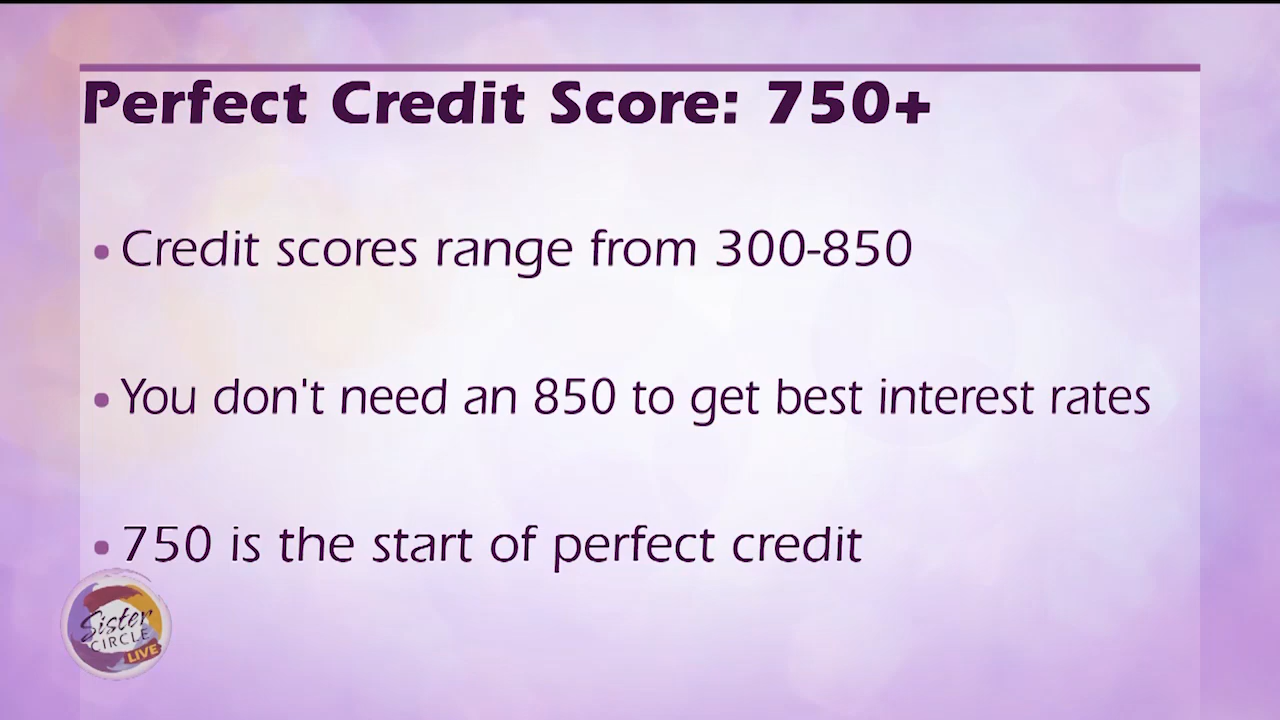 Perfect Credit Score: 750+
• Credit scores range from 300-850
• You don't need an 850 to get best interest rates
• 750 is the start of perfect credit
Sister
CIRCLE
LIVE